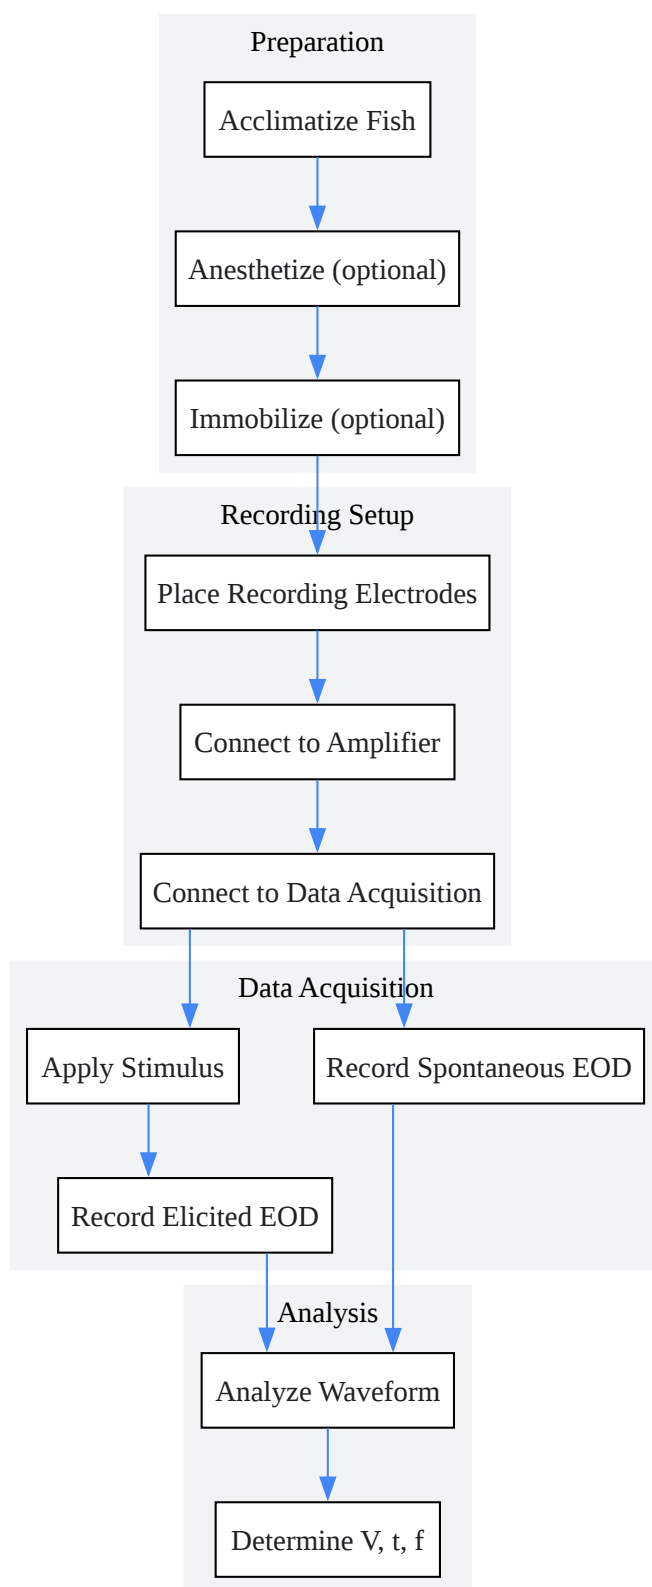 Preparation
Acclimatize Fish
Anesthetize (optional)
Immobilize (optional)
Recording Setup
Place Recording Electrodes
Connect to Amplifier
Connect to Data Acquisition
Data Acquisition
Apply Stimulus
Record Spontaneous EOD
Record Elicited EOD
Analysis
Analyze Waveform
Determine V, t, f